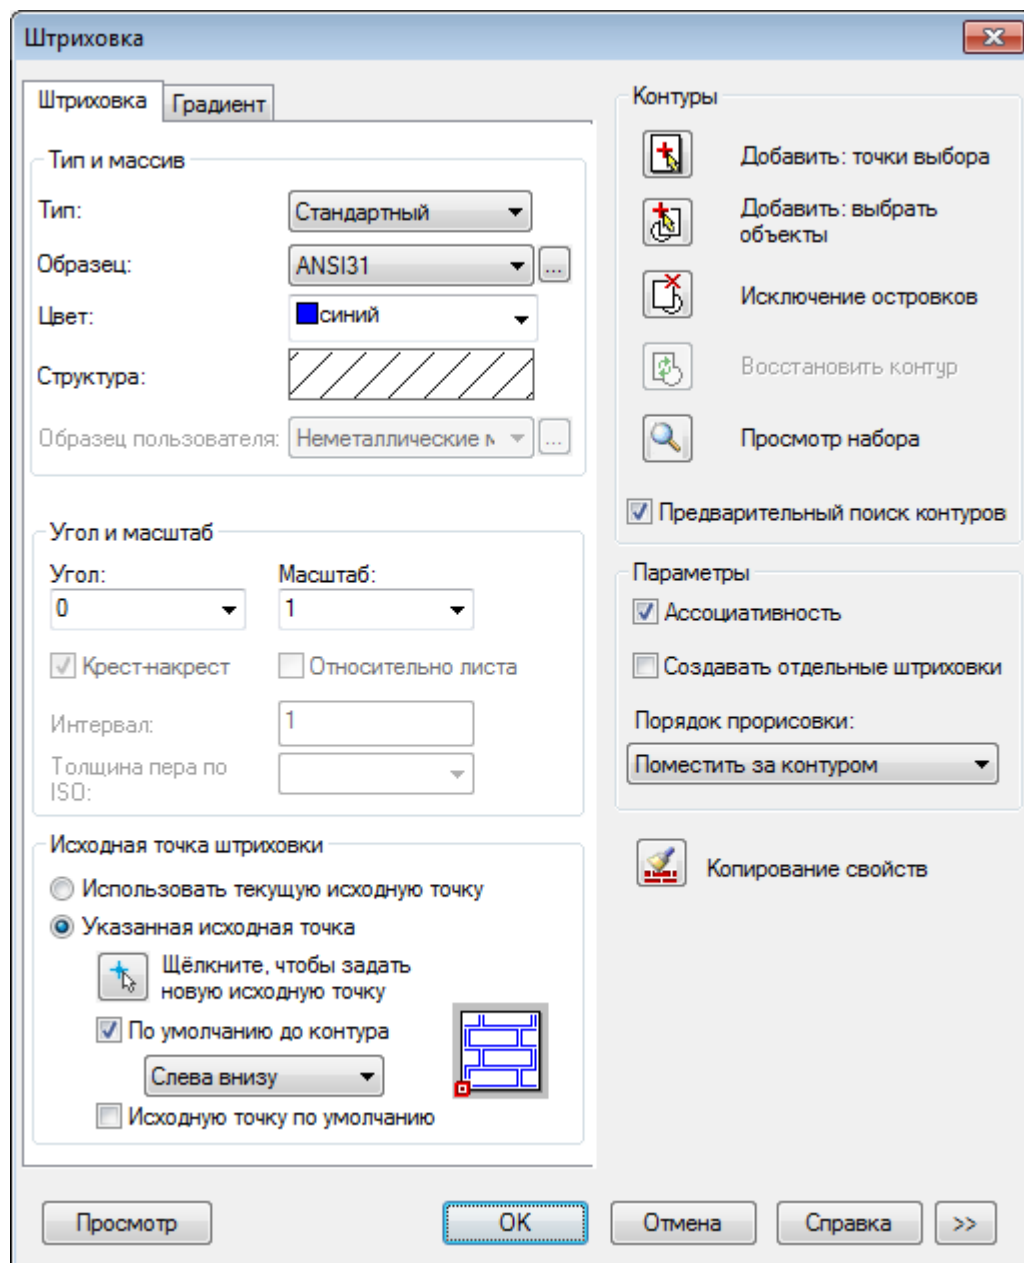 Штриховка
Штриховка
Градиент
Тип и массив
Тип:
Стандартный
Образец:
ANSI31
...
Цвет:
синий
Структура:
Образец пользователя:
Неметаллические м
...
Угол и масштаб
Угол:
Масштаб:
0
1
Крест-накрест
Относительно листа
Интервал:
1
Толщина пера по
ISO:
Исходная точка штриховки
Использовать текущую исходную точку
Указанная исходная точка
Щёлкните, чтобы задать
новую исходную точку
По умолчанию до контура
Слева внизу
Исходную точку по умолчанию
Контуры
Добавить: точки выбора
Добавить: выбрать
объекты
Исключение островков
Восстановить контур
Просмотр набора
Предварительный поиск контуров
Параметры
Ассоциативность
Создавать отдельные штриховки
Порядок прорисовки:
Поместить за контуром
Копирование свойств
Просмотр
ОК
Отмена
Справка
>>